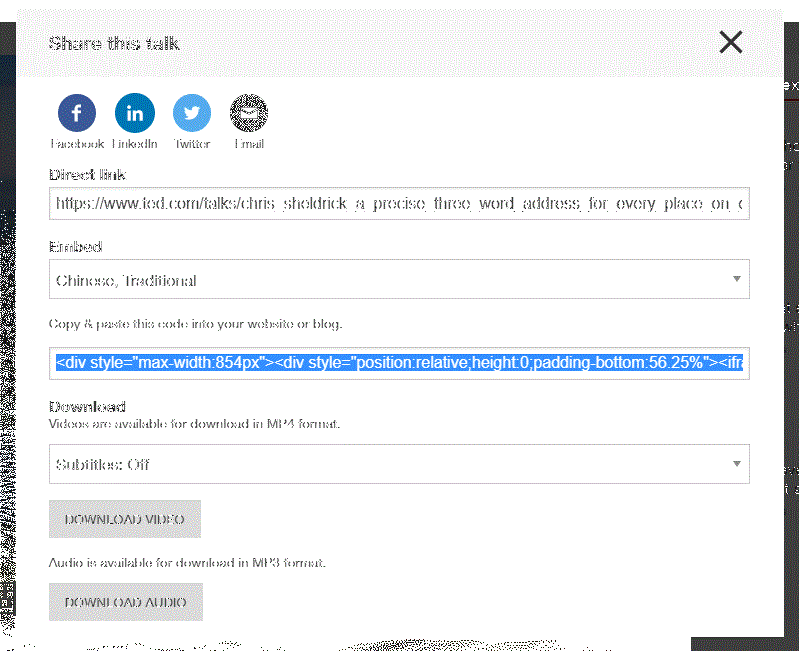 Share this talk
Facebook LinkedIn Twitter Email
Direct link
https://www.ted.com/talks/chris_sheldrick_a_precise_three_word_address_for_every_place_on_
Embed
Chinese, Traditional
Copy & paste this code into your website or blog.
<div style="max-width:854px"><div style="position:relative;height:0;padding-bottom:56.25%"><ifra
Download
Videos are available for download in MP4 format.
Subtitles: Off
DOWNLOAD VIDEO
Audio is available for download in MP3 format.
DOWNLOAD AUDIO